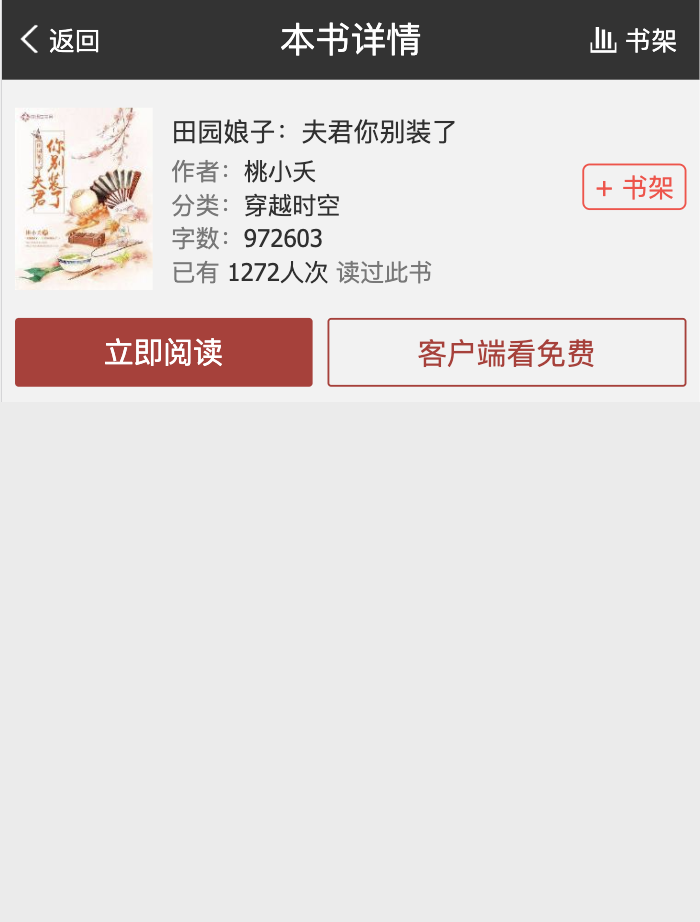 返回
本书详情
书架
你别装了
夫君
田园娘子：夫君你别装了
作者：桃小夭
分类：穿越时空
字数：972603
已有 1272人次 读过此书
+ 书架
立即阅读
客户端看免费